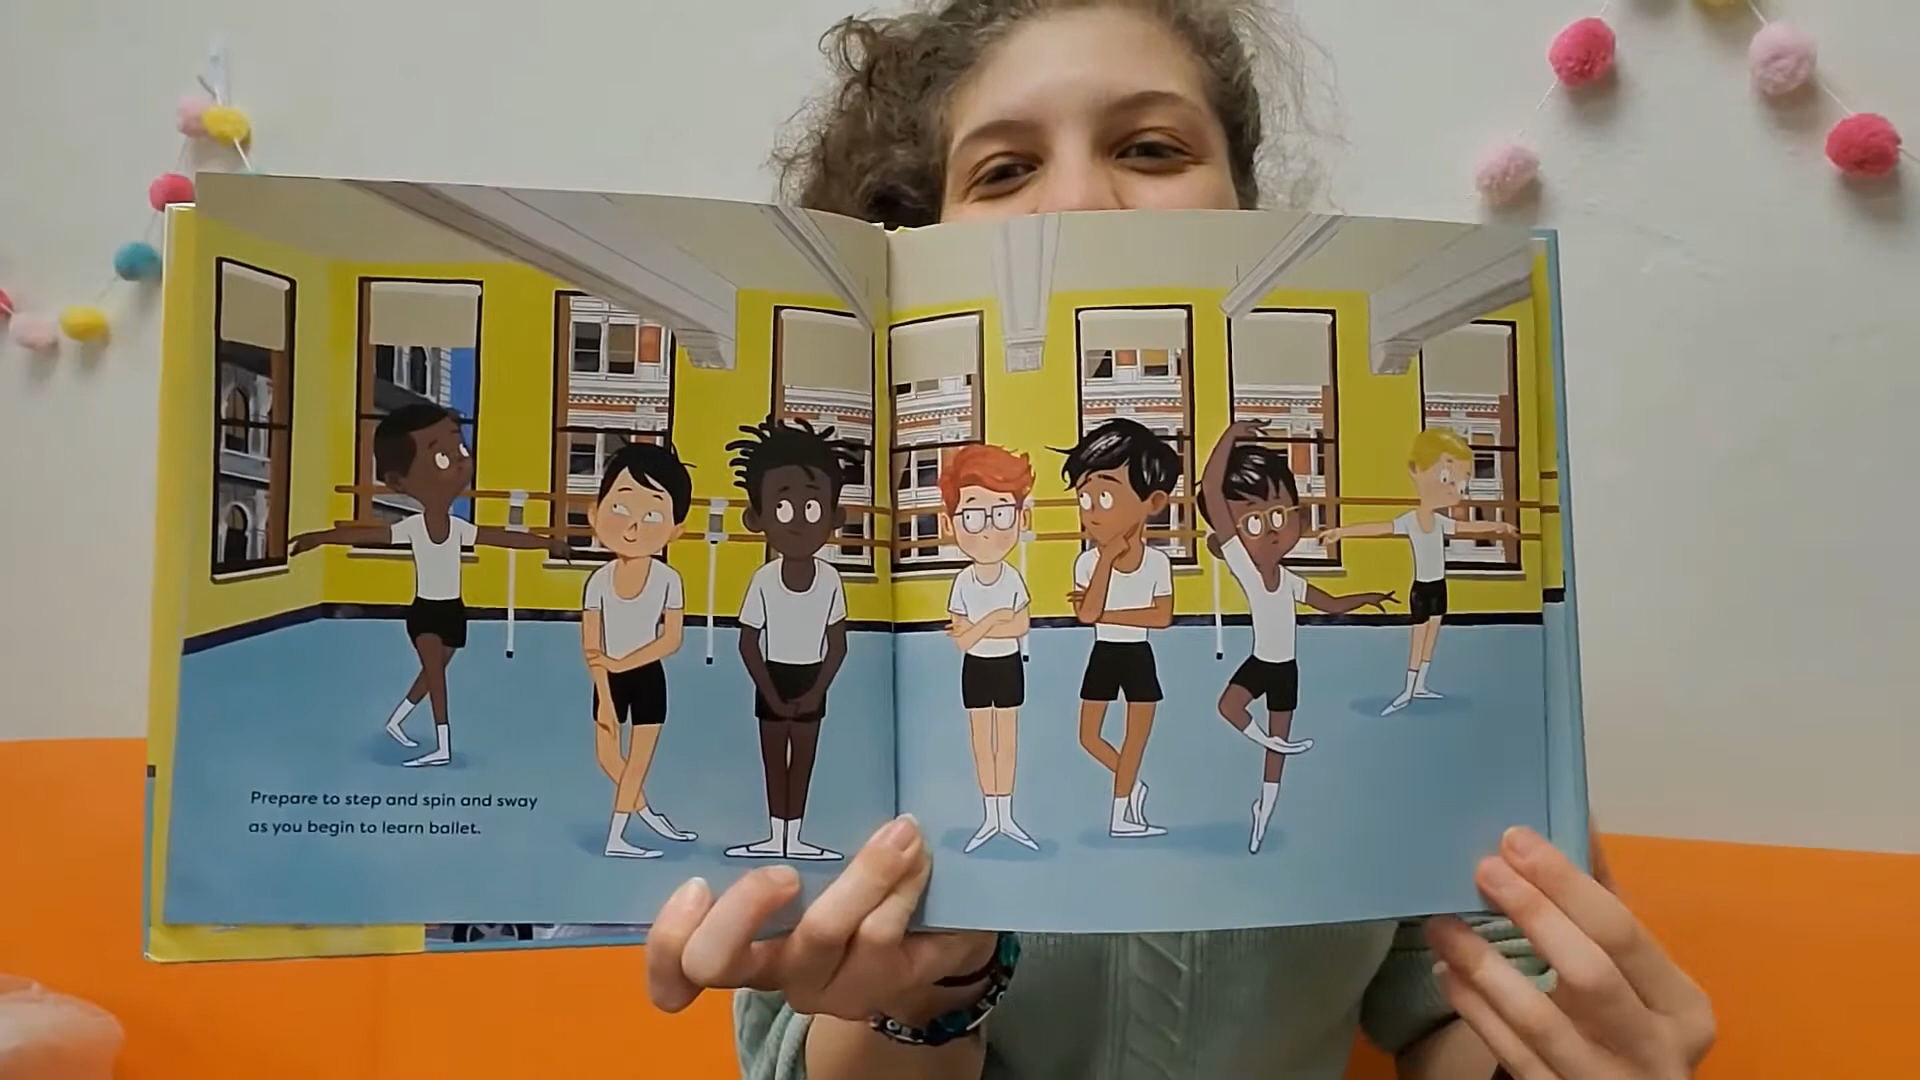 Prepare to step and spin and sway
as you begin to learn ballet.